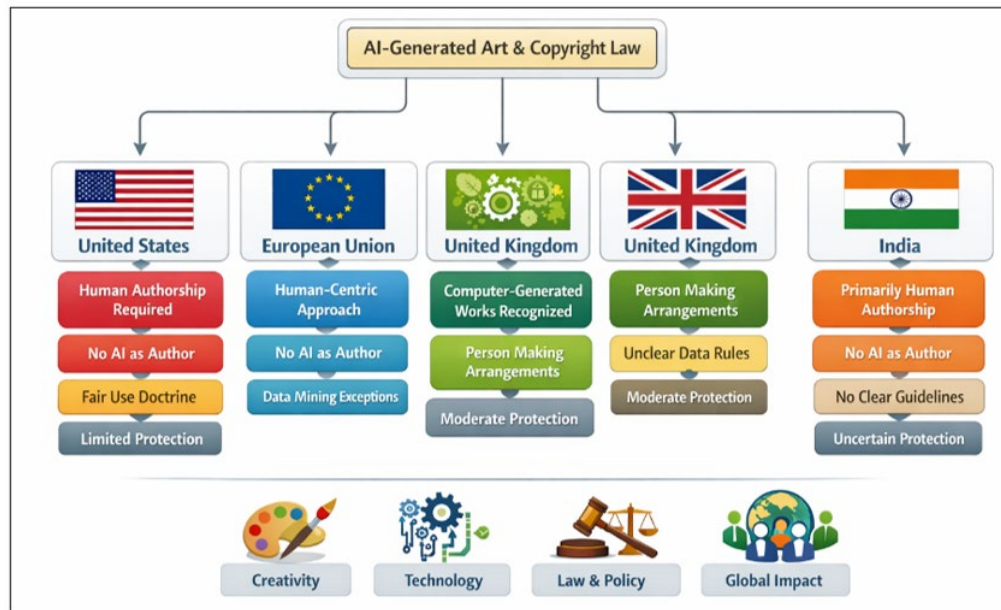 AI-Generated Art & Copyright Law
United States
Human Authorship
Required
No AI as Author
Fair Use Doctrine
Limited Protection
European Union
Human-Centric
Approach
No AI as Author
Data Mining Exceptions
United Kingdom
Computer-Generated
Works Recognized
Person Making
Arrangements
Moderate Protection
United Kingdom
Person Making
Arrangements
Unclear Data Rules
Moderate Protection
India
Primarily Human
Authorship
No AI as Author
No Clear Guidelines
Uncertain Protection
Creativity
Technology
Law & Policy
Global Impact